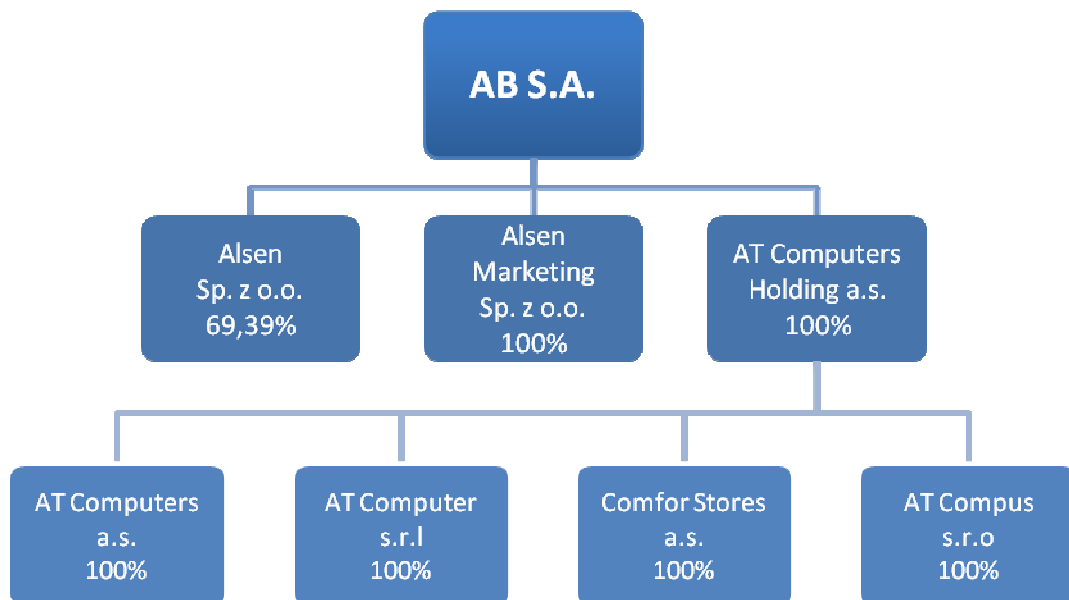 AB S.A.
Alsen
Sp. z o.o.
69,39%
Alsen
Marketing
Sp. z o.o.
100%
AT Computers
Holding a.s.
100%
AT Computers
a.s.
100%
AT Computer
s.r.l
100%
Comfor Stores
a.s.
100%
AT Compus
s.r.o
100%